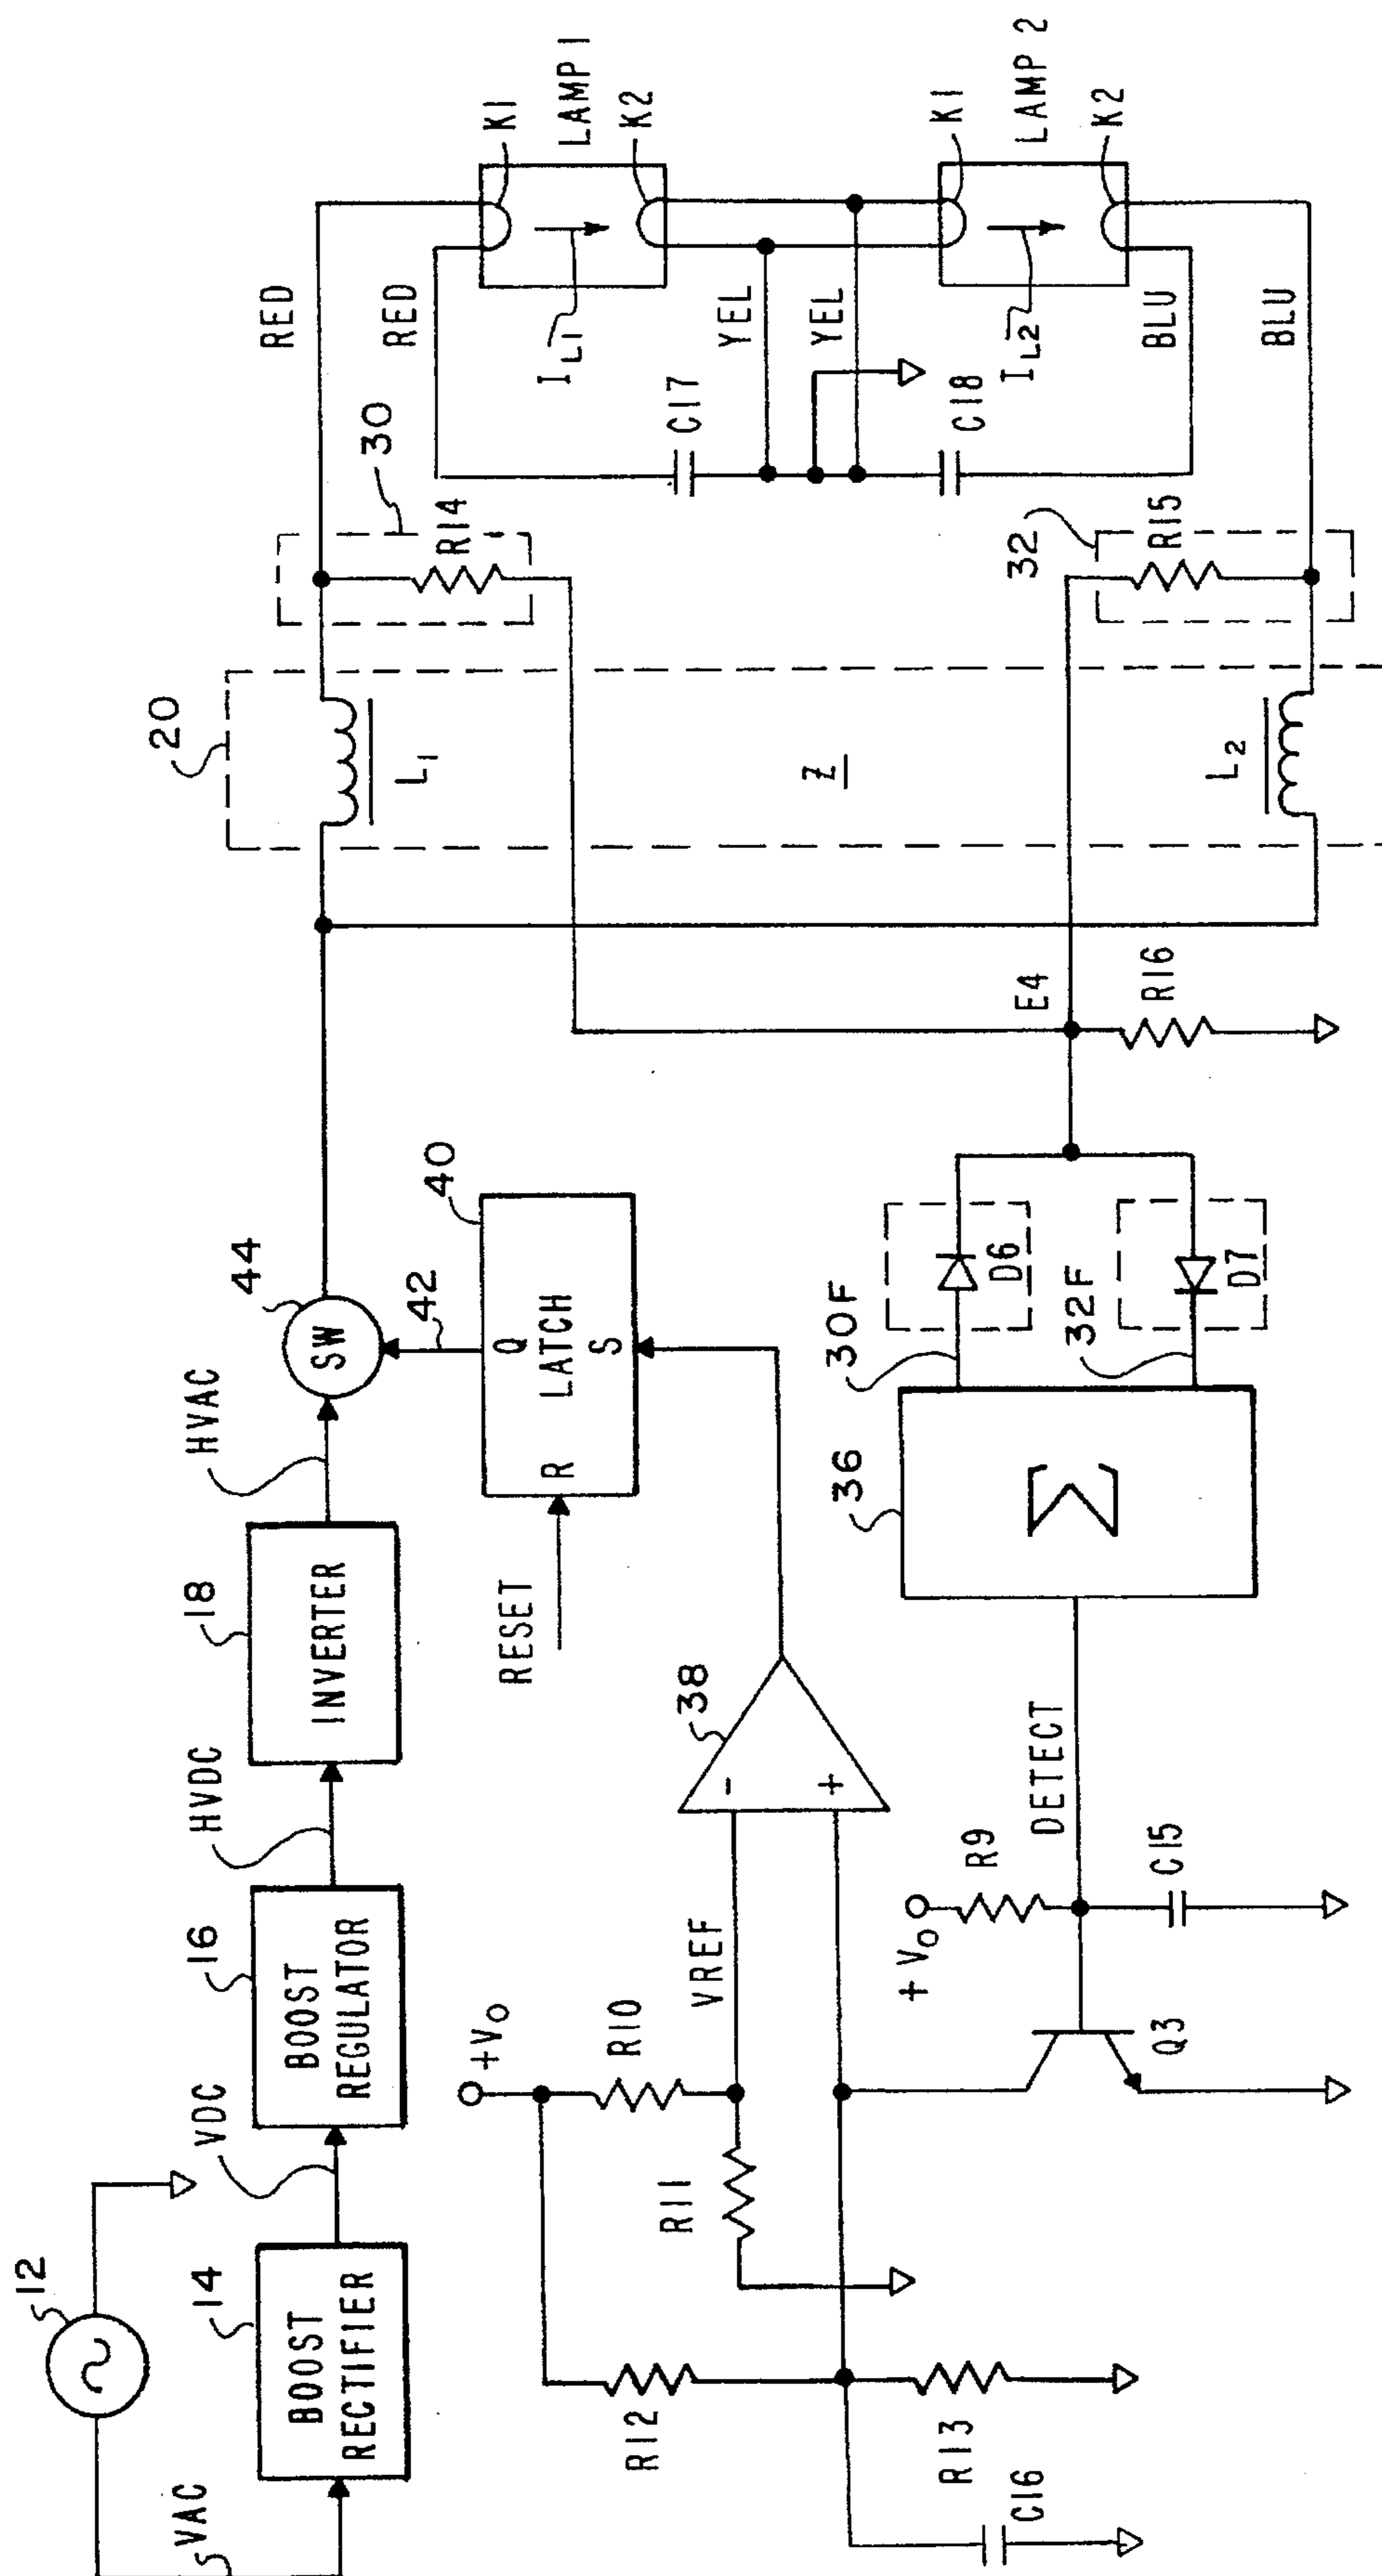 12
VAC
14
BOOST
RECTIFIER
VDC
16
BOOST
REGULATOR
HVDC
18
INVERTER
HVAC
44
SW
42
40
Q
LATCH
R
S
RESET
20
L1
Z
L2
30
R14
32
R15
RED
RED
YEL
YEL
BLU
BLU
C17
C18
K1
LAMP 1
K2
IL1
K1
LAMP 2
K2
IL2
E4
R16
D6
30F
D7
32F
36
Σ
DETECT
38
-
+
VREF
+V0
R10
R11
R12
R13
C16
+V0
R9
C15
Q3